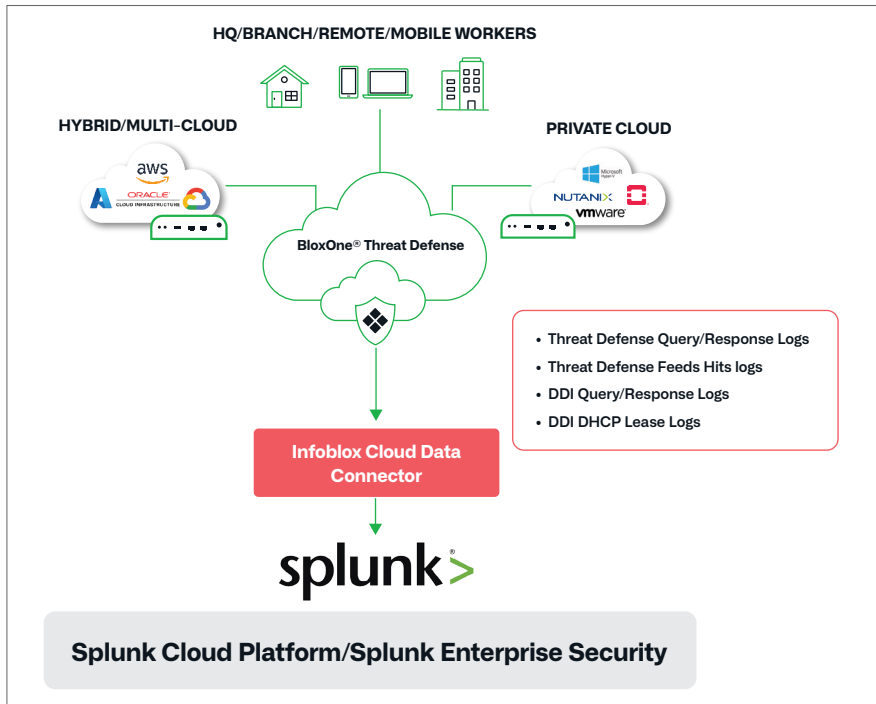 HQ/BRANCH/REMOTE/MOBILE WORKERS
HYBRID/MULTI-CLOUD
PRIVATE CLOUD
aws
ORACLE®
CLOUD INFRASTRUCTURE
Microsoft
Hyper-V
NUTANIX
vmware®
BloxOne® Threat Defense
• Threat Defense Query/Response Logs
• Threat Defense Feeds Hits logs
• DDI Query/Response Logs
• DDI DHCP Lease Logs
Infoblox Cloud Data
Connector
splunk>®
Splunk Cloud Platform/Splunk Enterprise Security